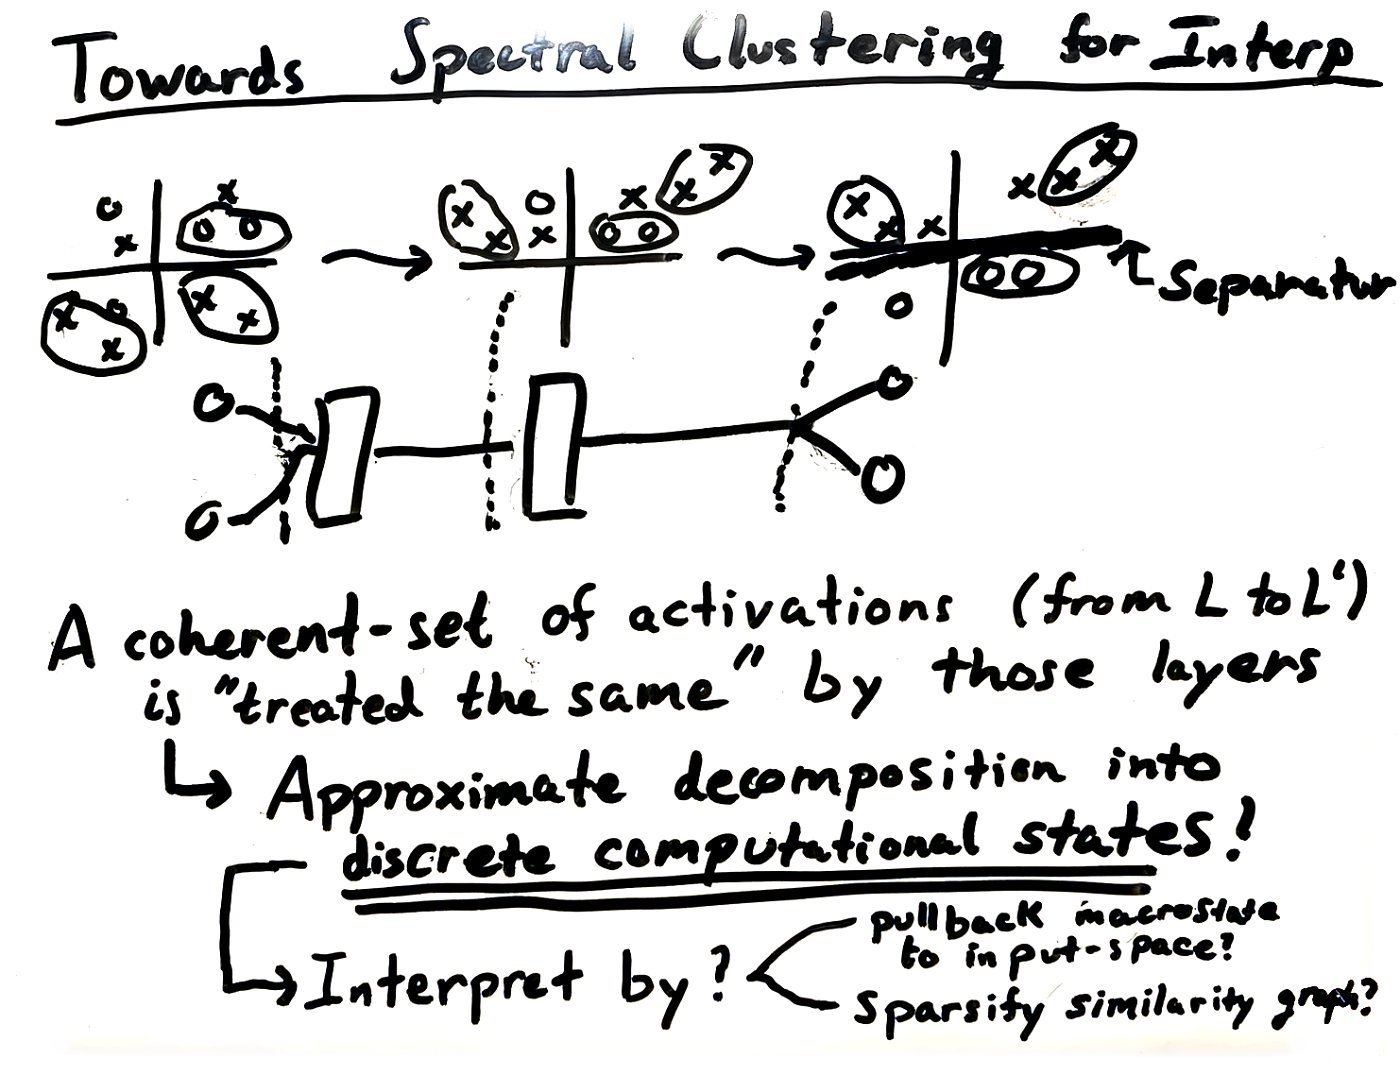 Towards Spectral Clustering for Interp
Separatur
A coherent-set of activations (from L to L')
is "treated the same" by those layers
Approximate decomposition into
discrete computational states!
Interpret by?
pullback macrostate
to input-space?
sparsify similarity graph?